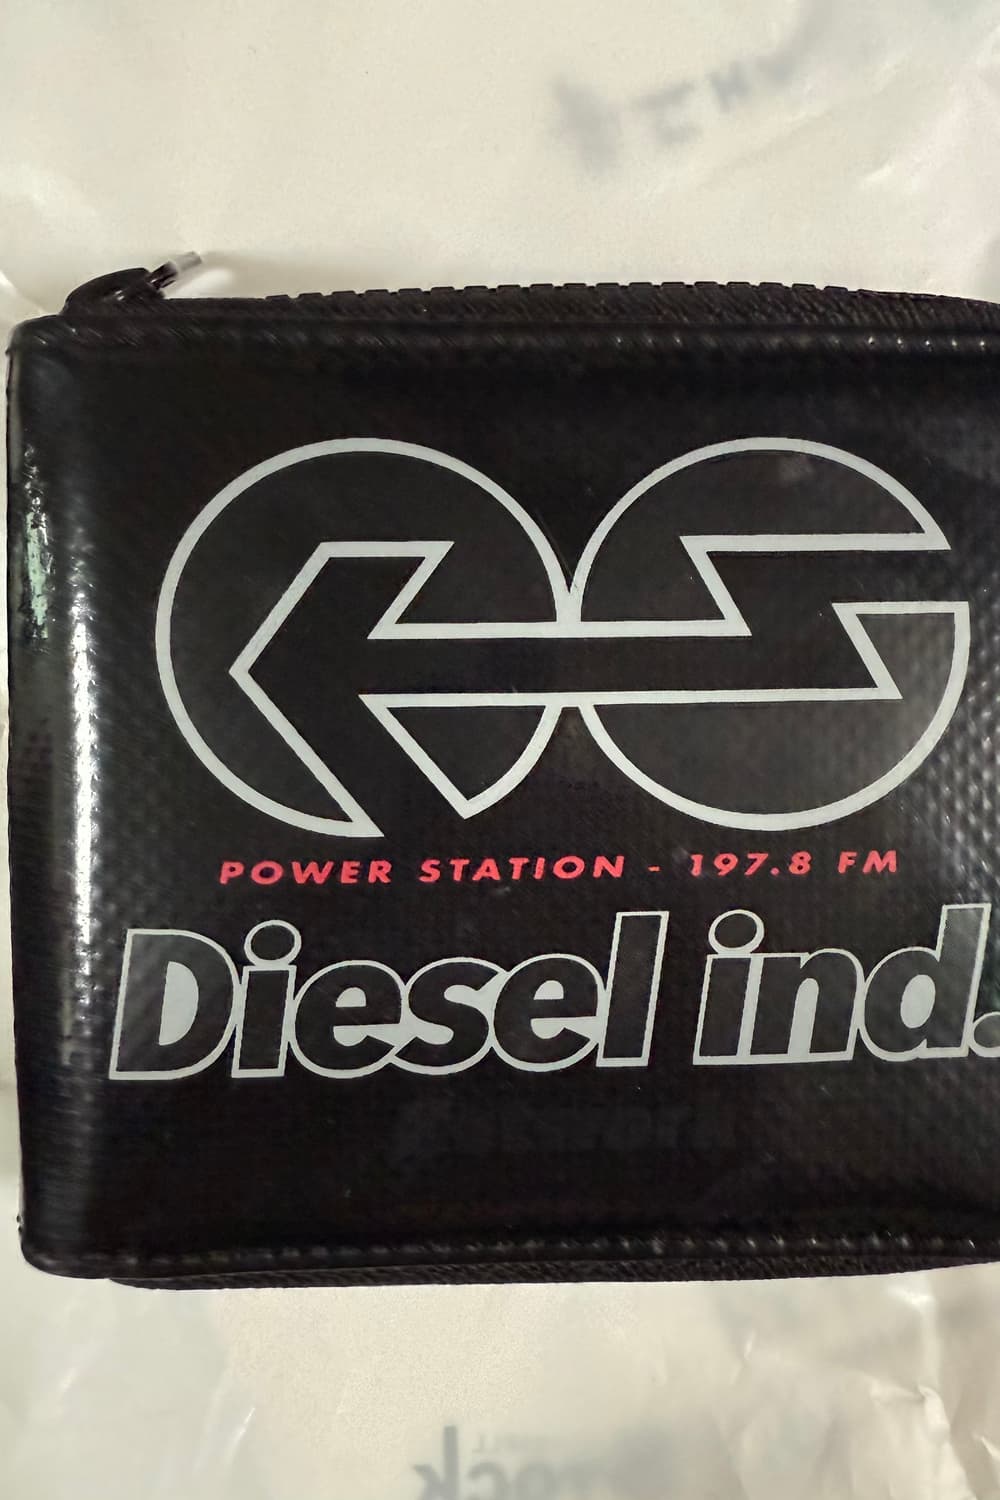 POWER STATION - 197.8 FM
Diesel ind.